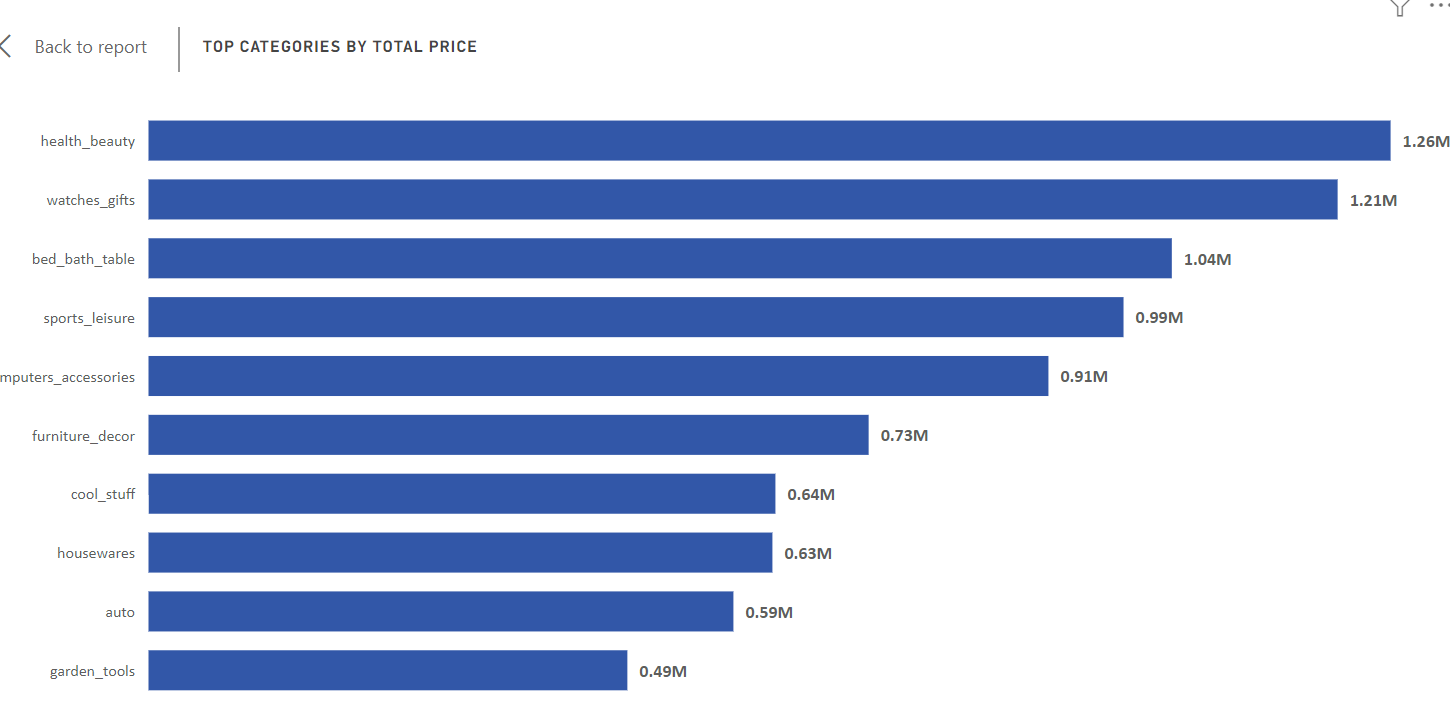 Back to report
TOP CATEGORIES BY TOTAL PRICE
health_beauty 1.26M
watches_gifts 1.21M
bed_bath_table 1.04M
sports_leisure 0.99M
mputers_accessories 0.91M
furniture_decor 0.73M
cool_stuff 0.64M
housewares 0.63M
auto 0.59M
garden_tools 0.49M